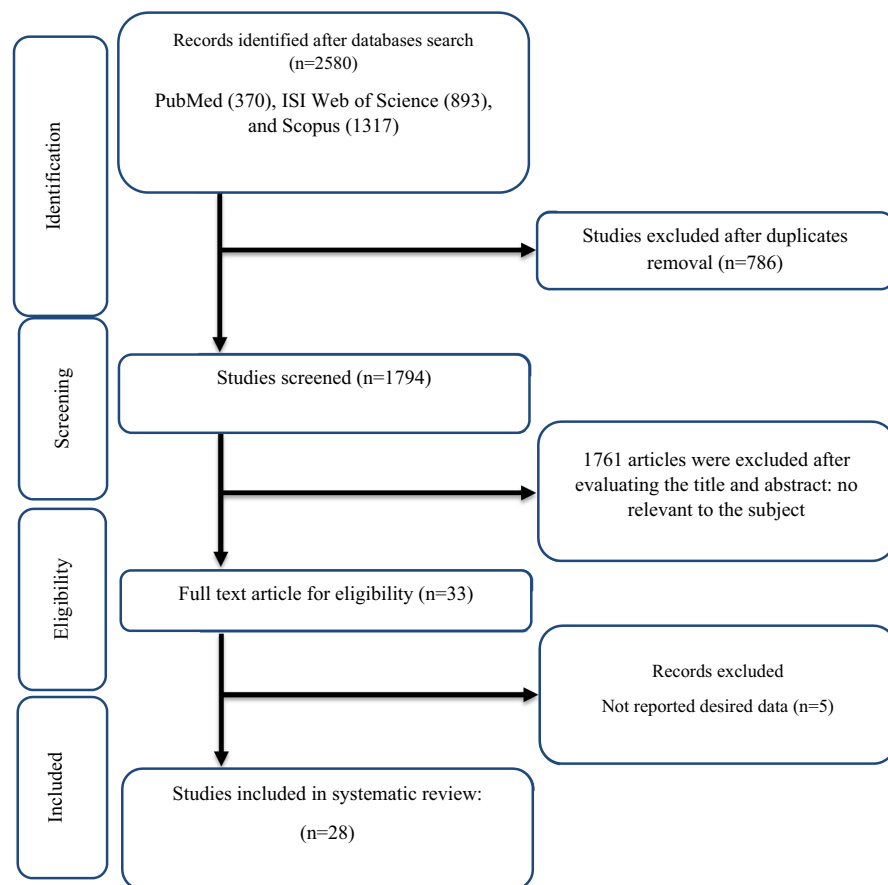 Records identified after databases search
(n=2580)
PubMed (370), ISI Web of Science (893),
and Scopus (1317)
Identification
Studies excluded after duplicates
removal (n=786)
Screening
Studies screened (n=1794)
1761 articles were excluded after
evaluating the title and abstract: no
relevant to the subject
Eligibility
Full text article for eligibility (n=33)
Records excluded
Not reported desired data (n=5)
Included
Studies included in systematic review:
(n=28)